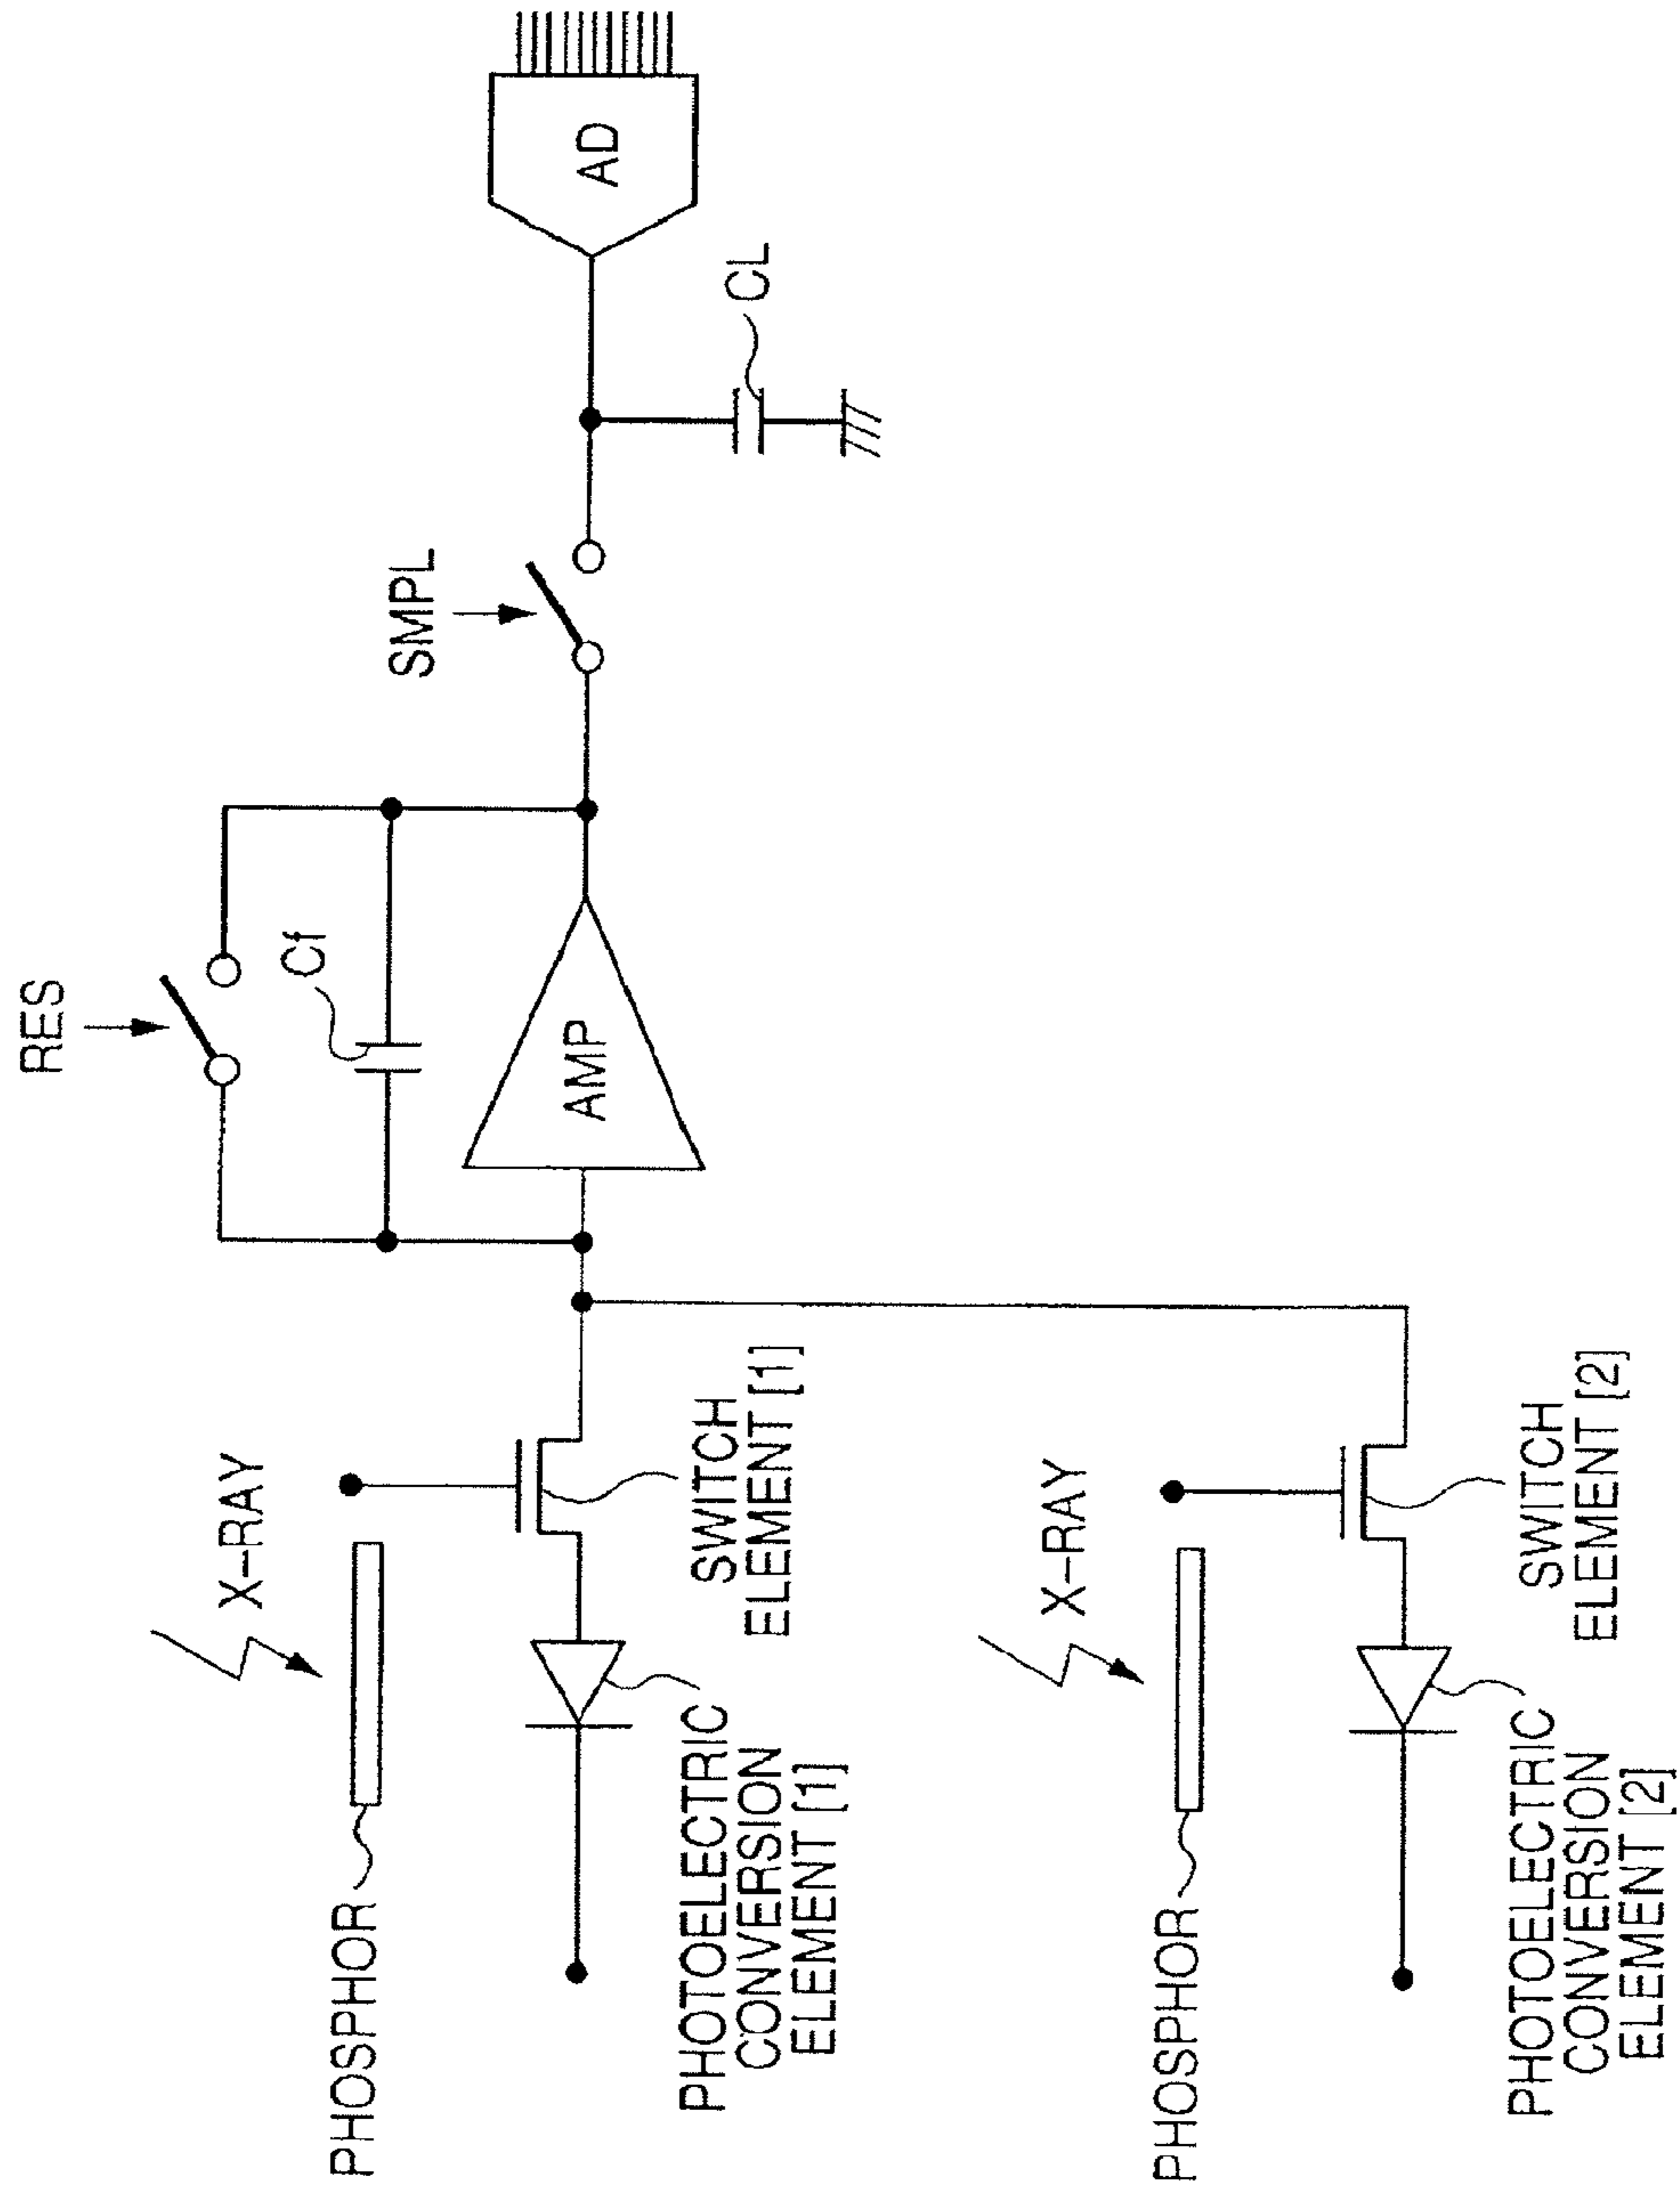 RES
Cf
AMP
SMPL
CL
AD
X-RAY
PHOSPHOR
SWITCH
ELEMENT [1]
PHOTOELECTRIC
CONVERSION
ELEMENT [1]
X-RAY
PHOSPHOR
SWITCH
ELEMENT [2]
PHOTOELECTRIC
CONVERSION
ELEMENT [2]